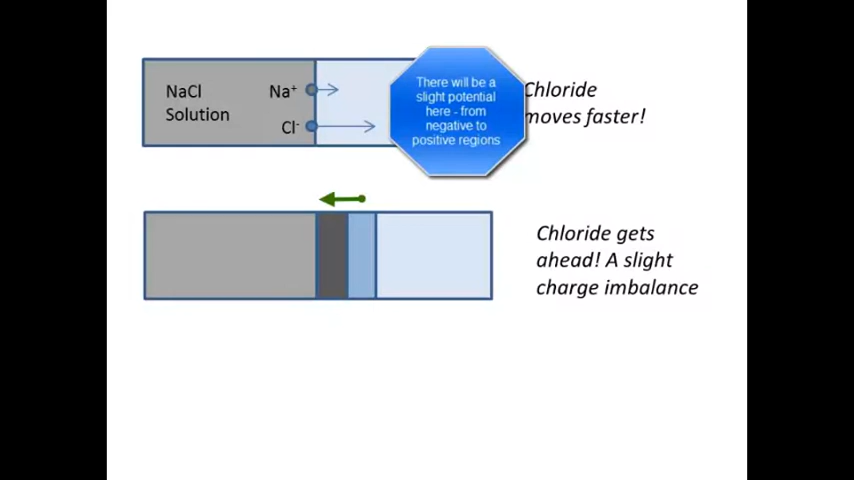 NaCl
Solution
Na+
Cl-
There will be a
slight potential
here - from
negative to
positive regions
Chloride
moves faster!
Chloride gets
ahead! A slight
charge imbalance